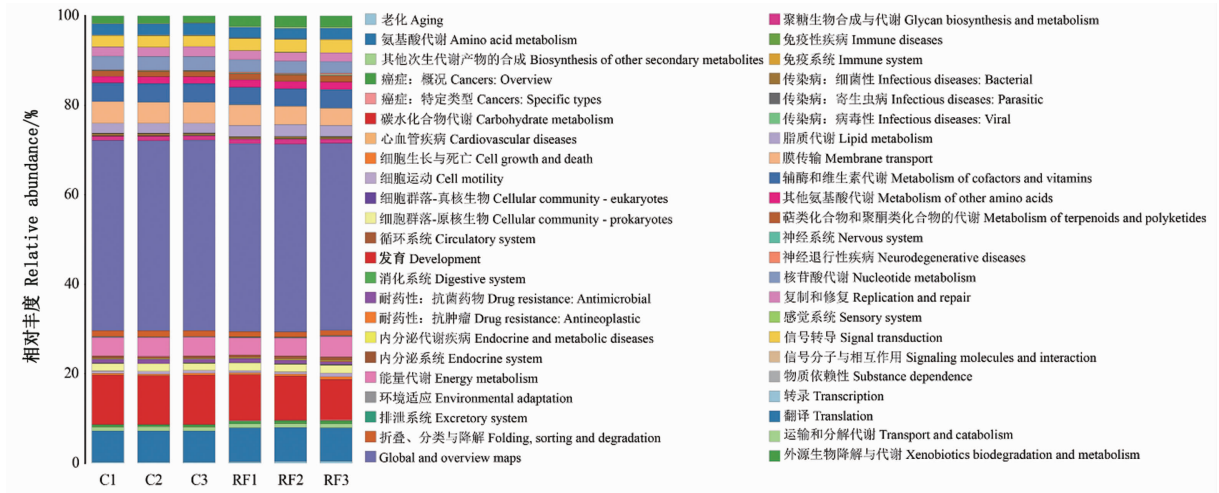 相对丰度 Relative abundance/%
100
80
60
40
20
0
C1 C2 C3 RF1 RF2 RF3
老化 Aging
氨基酸代谢 Amino acid metabolism
其他次生代谢产物的合成 Biosynthesis of other secondary metabolites
癌症：概况 Cancers: Overview
癌症：特定类型 Cancers: Specific types
碳水化合物代谢 Carbohydrate metabolism
心血管疾病 Cardiovascular diseases
细胞生长与死亡 Cell growth and death
细胞运动 Cell motility
细胞群落-真核生物 Cellular community - eukaryotes
细胞群落-原核生物 Cellular community - prokaryotes
循环系统 Circulatory system
发育 Development
消化系统 Digestive system
耐药性：抗菌药物 Drug resistance: Antimicrobial
耐药性：抗肿瘤 Drug resistance: Antineoplastic
内分泌代谢疾病 Endocrine and metabolic diseases
内分泌系统 Endocrine system
能量代谢 Energy metabolism
环境适应 Environmental adaptation
排泄系统 Excretory system
折叠、分类与降解 Folding, sorting and degradation
Global and overview maps
聚糖生物合成与代谢 Glycan biosynthesis and metabolism
免疫性疾病 Immune diseases
免疫系统 Immune system
传染病：细菌性 Infectious diseases: Bacterial
传染病：寄生虫病 Infectious diseases: Parasitic
传染病：病毒性 Infectious diseases: Viral
脂质代谢 Lipid metabolism
膜传输 Membrane transport
辅酶和维生素代谢 Metabolism of cofactors and vitamins
其他氨基酸代谢 Metabolism of other amino acids
萜类化合物和聚酮类化合物的代谢 Metabolism of terpenoids and polyketides
神经系统 Nervous system
神经退行性疾病 Neurodegenerative diseases
核苷酸代谢 Nucleotide metabolism
复制和修复 Replication and repair
感觉系统 Sensory system
信号转导 Signal transduction
信号分子与相互作用 Signaling molecules and interaction
物质依赖性 Substance dependence
转录 Transcription
翻译 Translation
运输和分解代谢 Transport and catabolism
外源生物降解与代谢 Xenobiotics biodegradation and metabolism